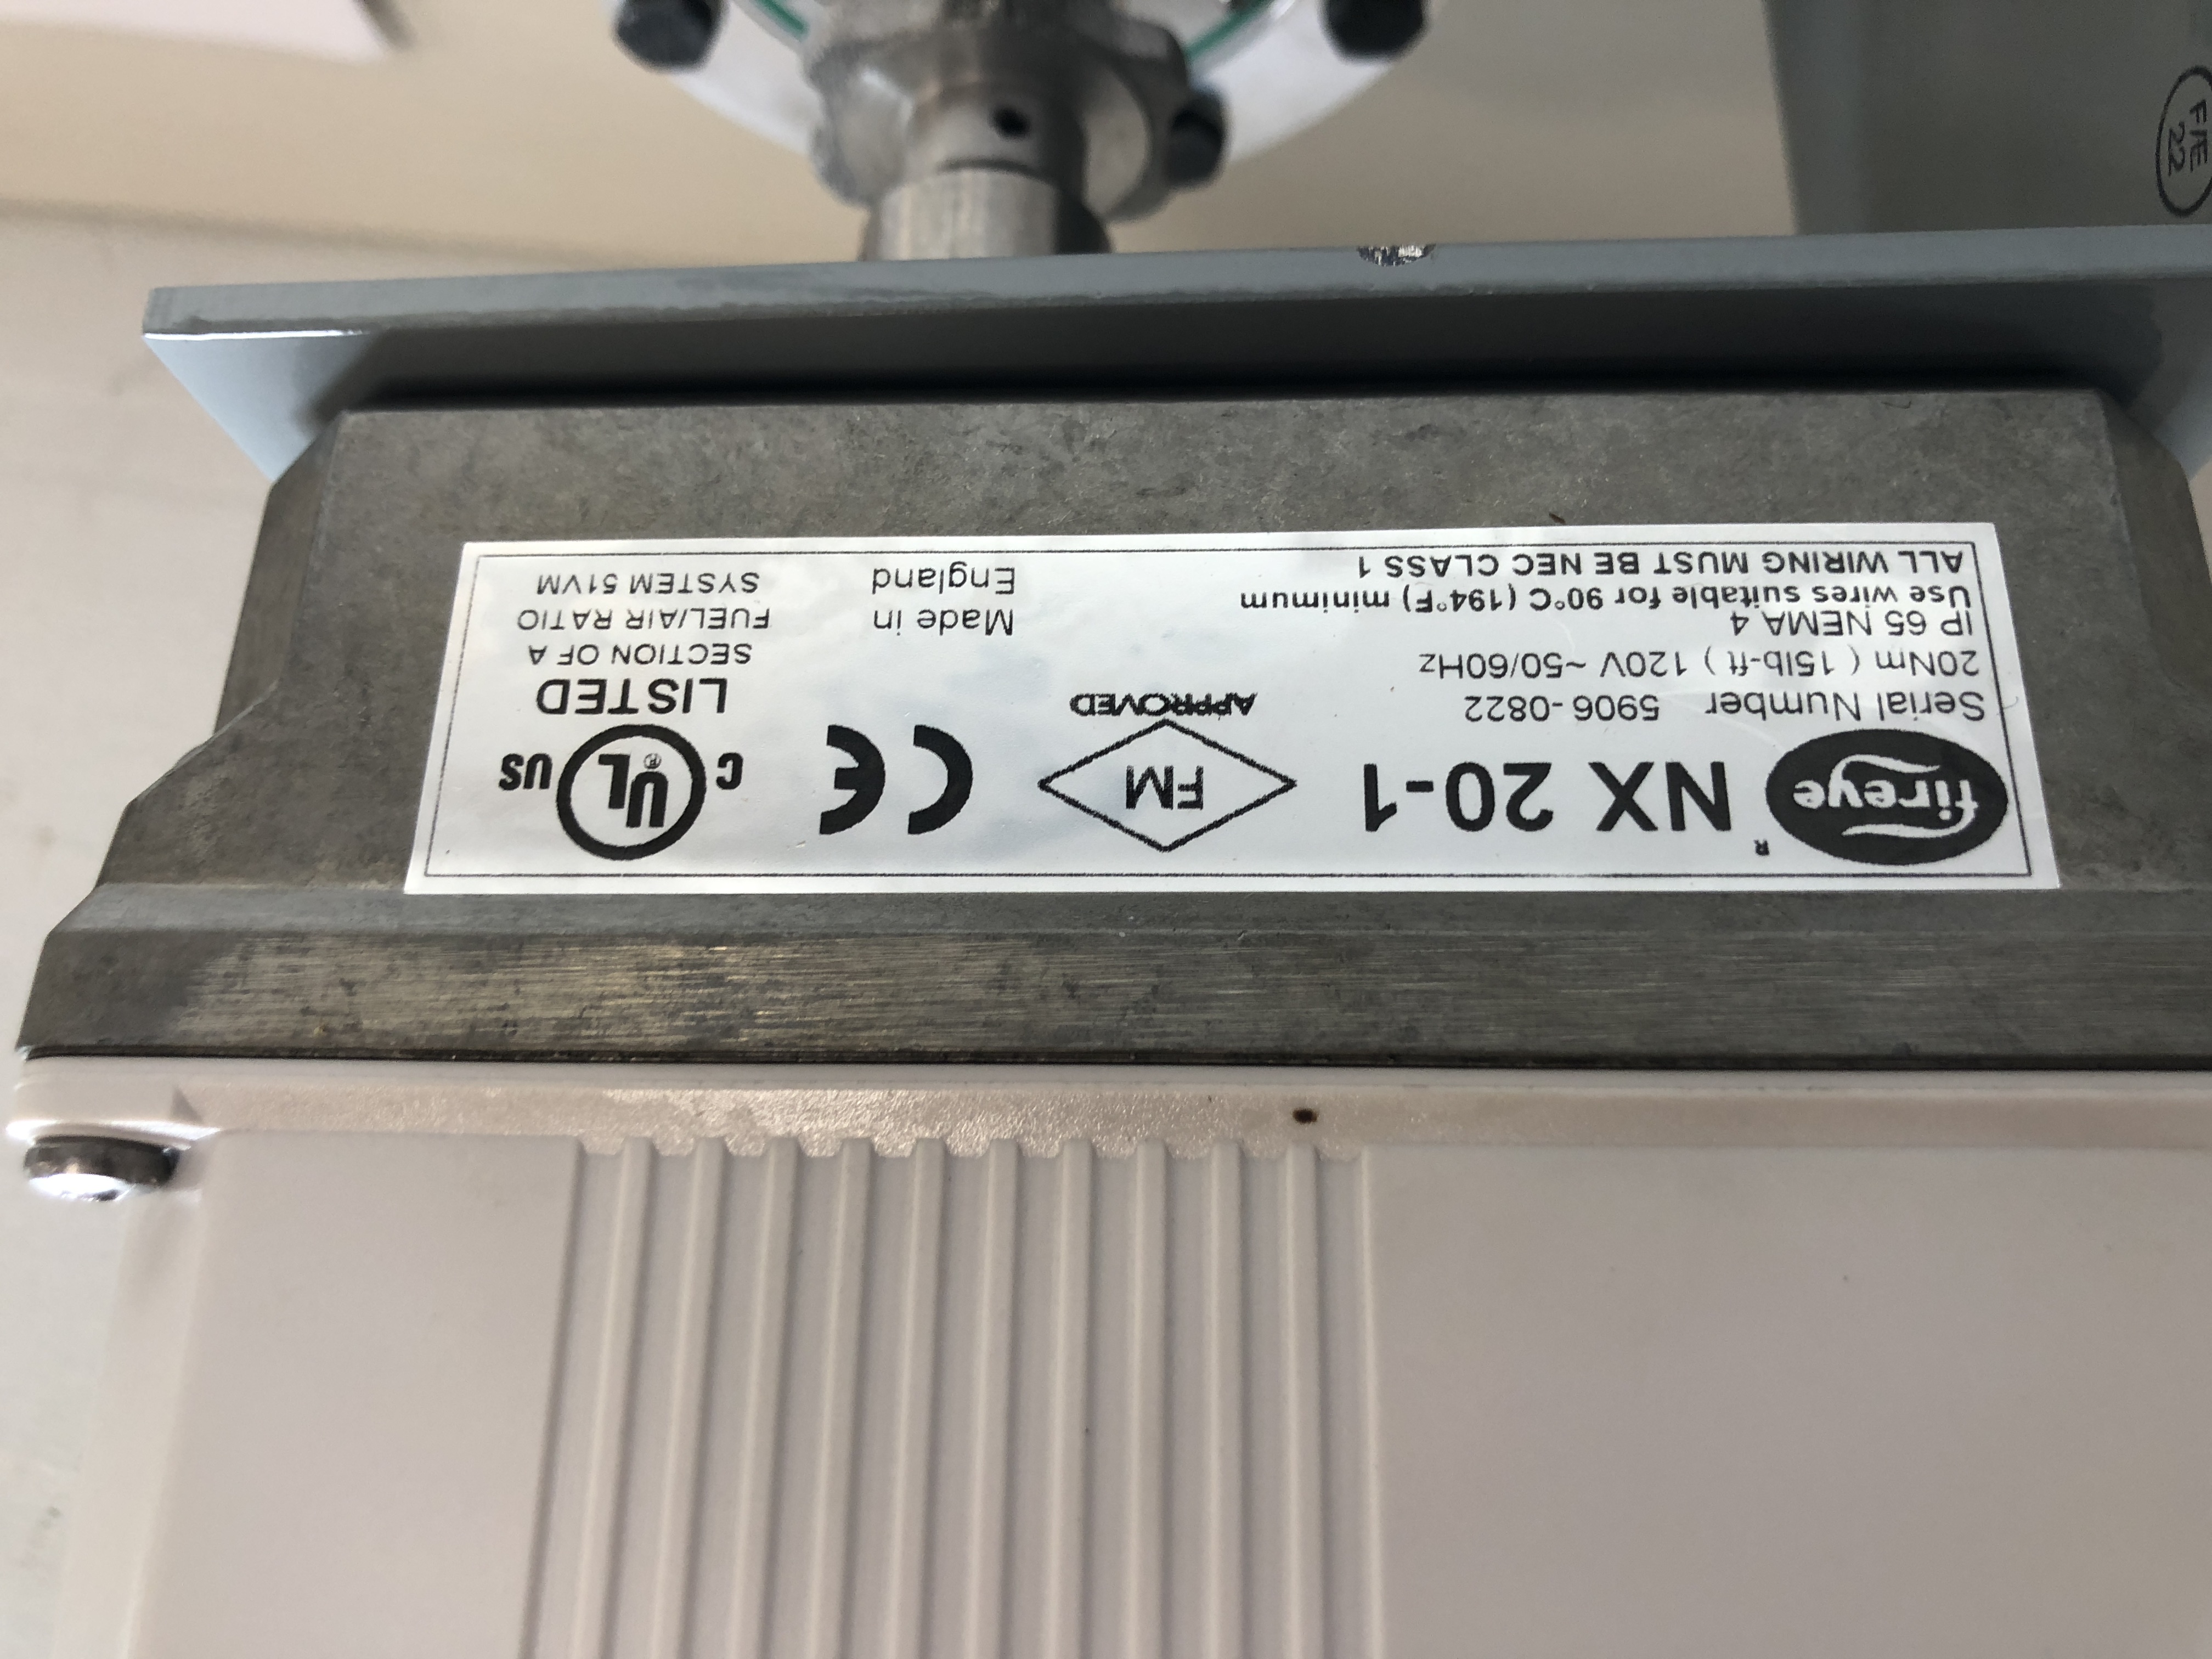 fireye
R
NX 20-1
FM
APPROVED
CE
C UL® US
LISTED
SECTION OF A
FUEL/AIR RATIO
SYSTEM 51VM
Serial Number 5906-0822
20Nm ( 15lb-ft ) 120V ~ 50/60Hz
IP 65 NEMA 4
Use wires suitable for 90°C (194°F) minimum
ALL WIRING MUST BE NEC CLASS 1
Made in
England
22